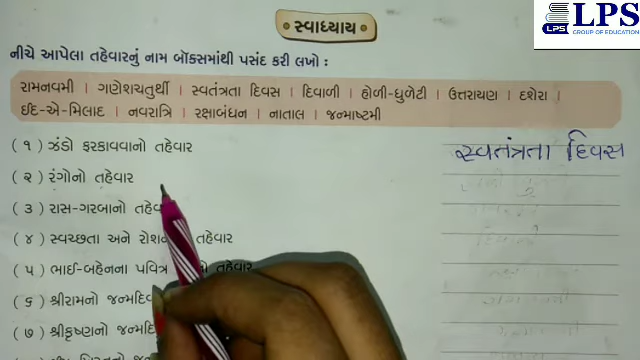 LPS
GROUP OF EDUCATION
• સ્વાધ્યાય •
નીચે આપેલા તહેવારનું નામ બૉક્સમાંથી પસંદ કરી લખો :
રામનવમી | ગણેશચતુર્થી | સ્વતંત્રતા દિવસ | દિવાળી | હોળી-ધુળેટી | ઉત્તરાયણ | દશેરા |
ઈદ-એ-મિલાદ | નવરાત્રિ | રક્ષાબંધન | નાતાલ | જન્માષ્ટમી
(૧) ઝંડો ફરકાવવાનો તહેવાર સ્વતંત્રતા દિવસ
(૨) રંગોનો તહેવાર
(૩) રાસ-ગરબાનો
(૪) સ્વચ્છતા અને તહેવાર
(૫) ભાઈ-બહેનના પવિત્ર તહેવાર
(૬) શ્રીરામનો
(૭) શ્રીકૃષ્ણનો